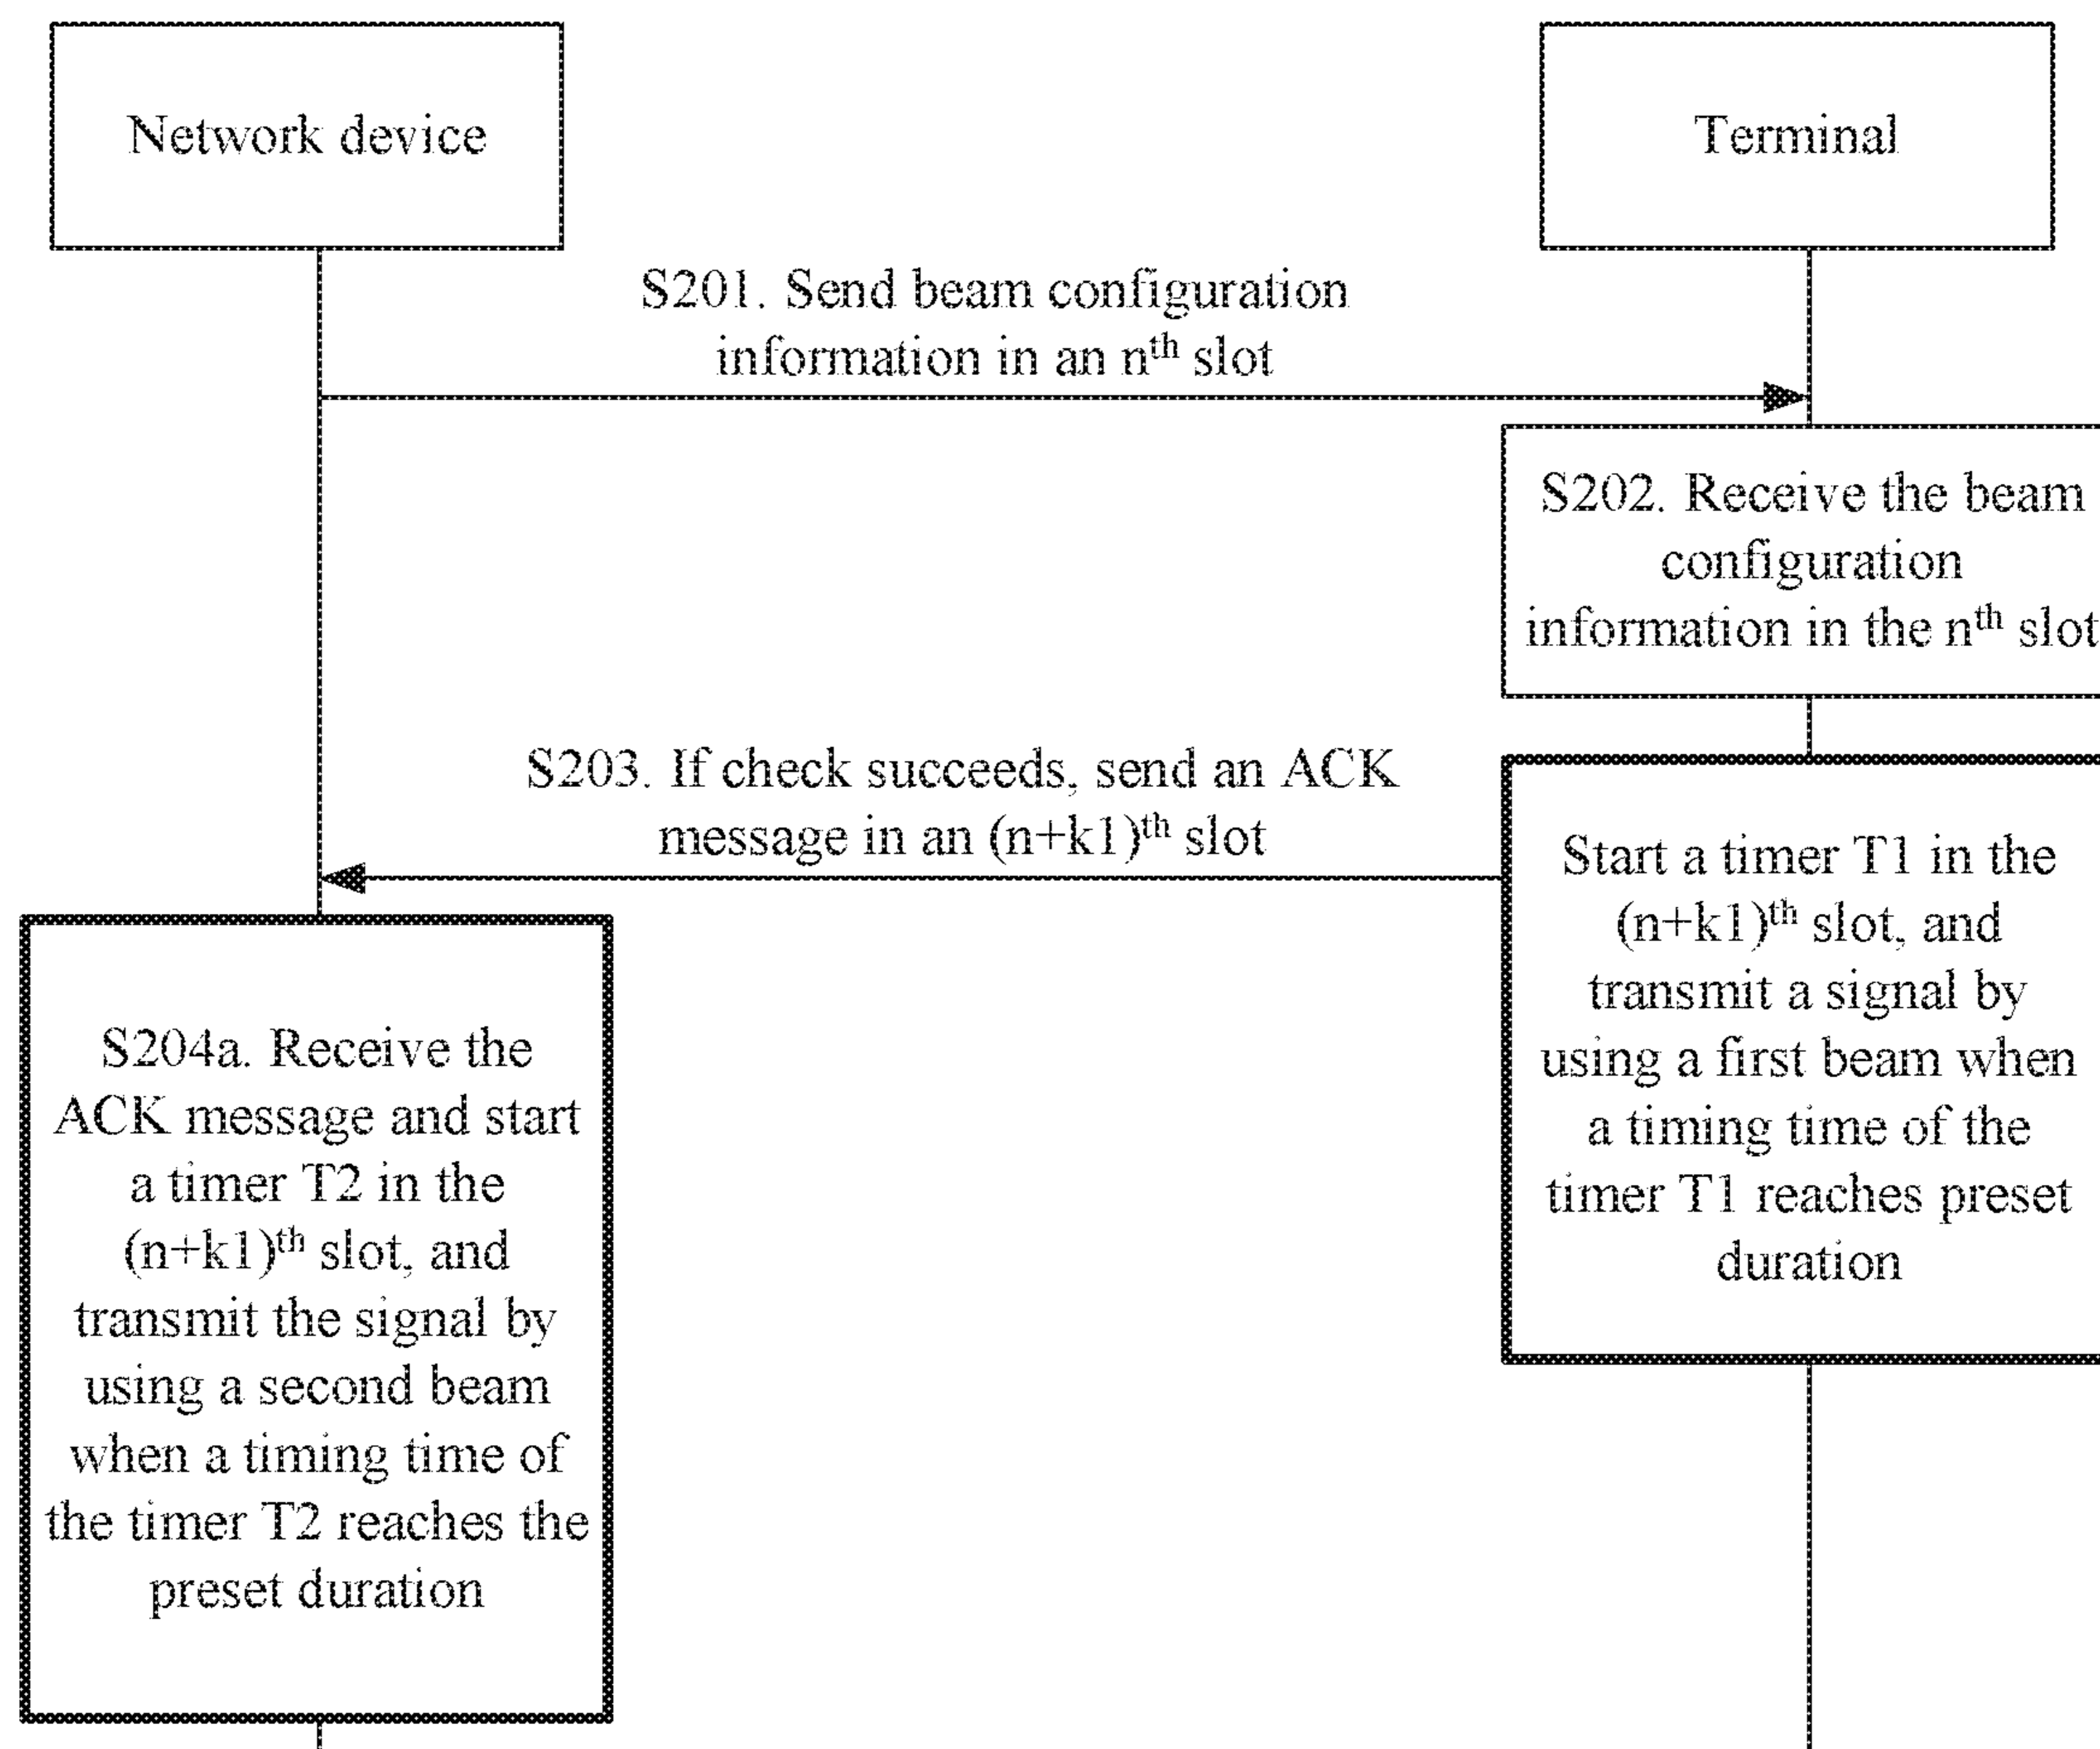 Network device
Terminal
S201. Send beam configuration
information in an nth slot
S202. Receive the beam
configuration
information in the nth slot
S203. If check succeeds, send an ACK
message in an (n+k1)th slot
Start a timer T1 in the
(n+k1)th slot, and
transmit a signal by
using a first beam when
a timing time of the
timer T1 reaches preset
duration
S204a. Receive the
ACK message and start
a timer T2 in the
(n+k1)th slot, and
transmit the signal by
using a second beam
when a timing time of
the timer T2 reaches the
preset duration